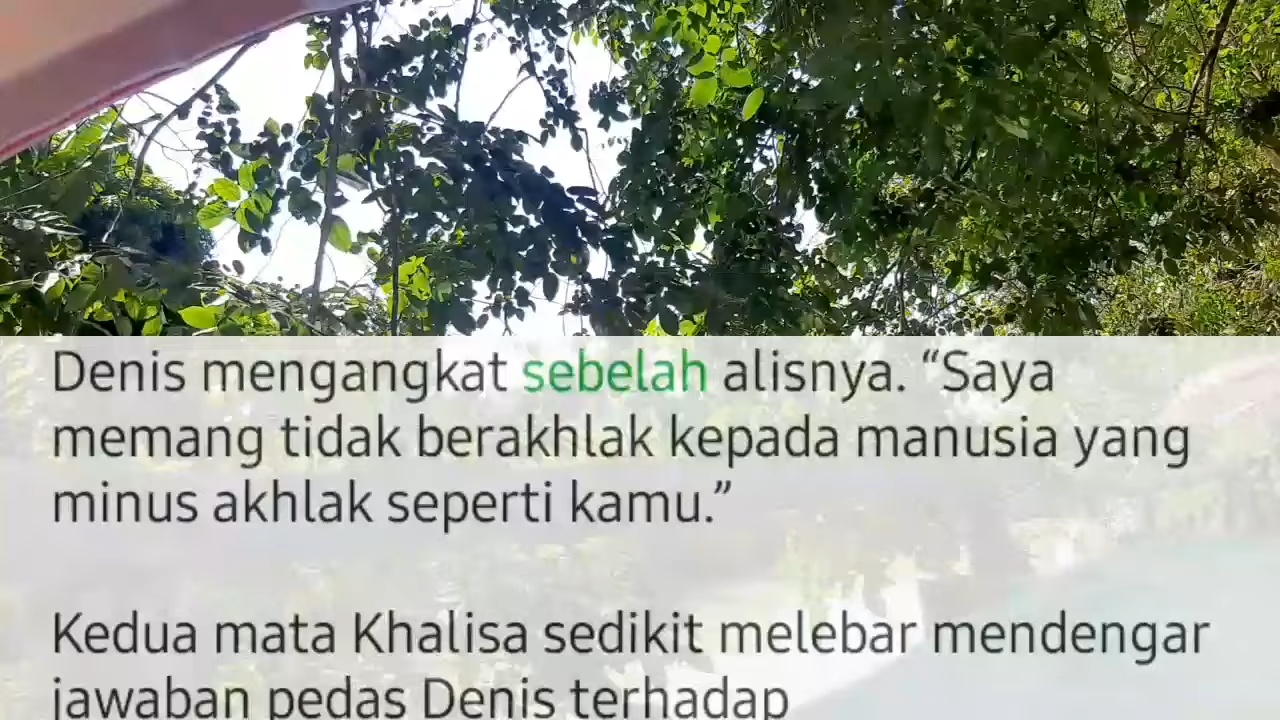 Denis mengangkat sebelah alisnya. “Saya
memang tidak berakhlak kepada manusia yang
minus akhlak seperti kamu.”
Kedua mata Khalisa sedikit melebar mendengar
jawaban pedas Denis terhadap